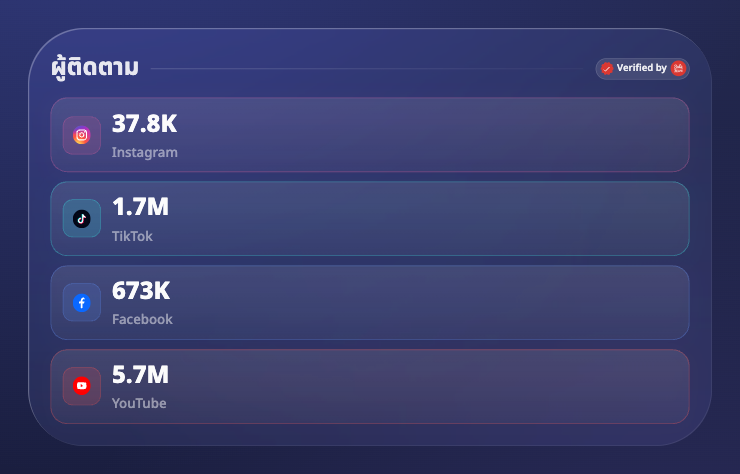 ผู้ติดตาม
Verified by
37.8K
Instagram
1.7M
TikTok
673K
Facebook
5.7M
YouTube